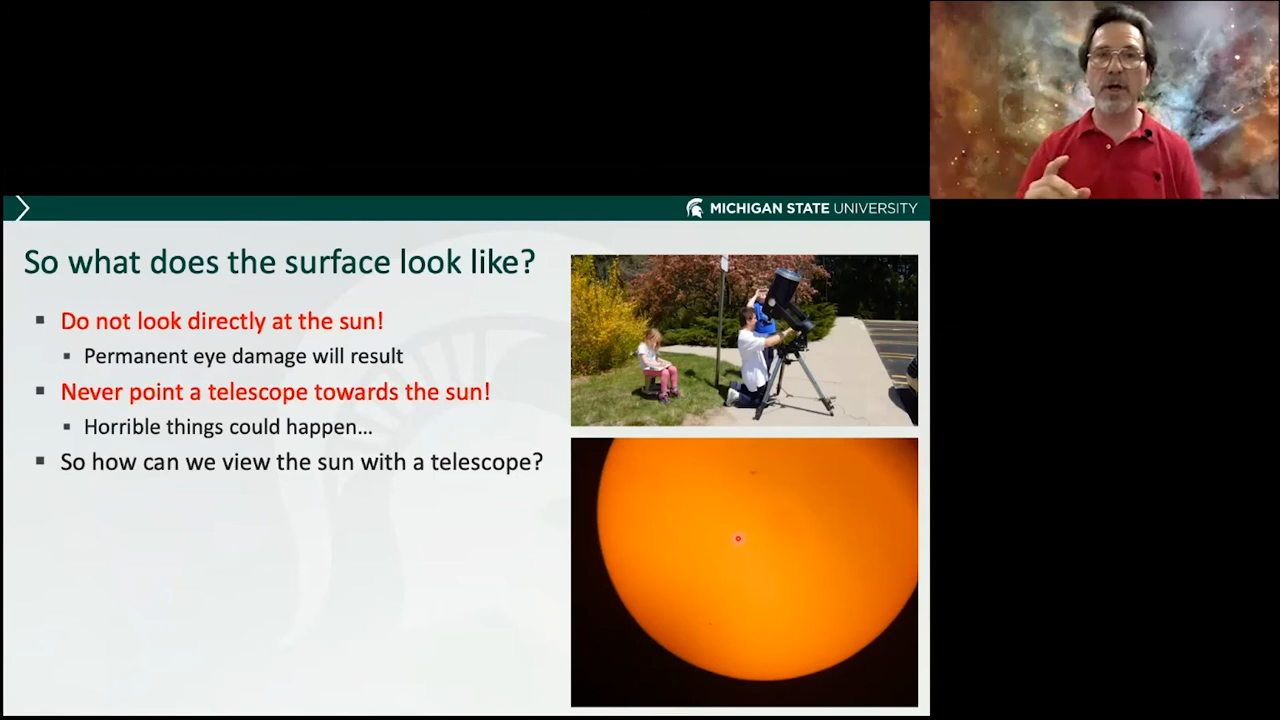 MICHIGAN STATE UNIVERSITY
So what does the surface look like?
Do not look directly at the sun!
Permanent eye damage will result
Never point a telescope towards the sun!
Horrible things could happen…
So how can we view the sun with a telescope?